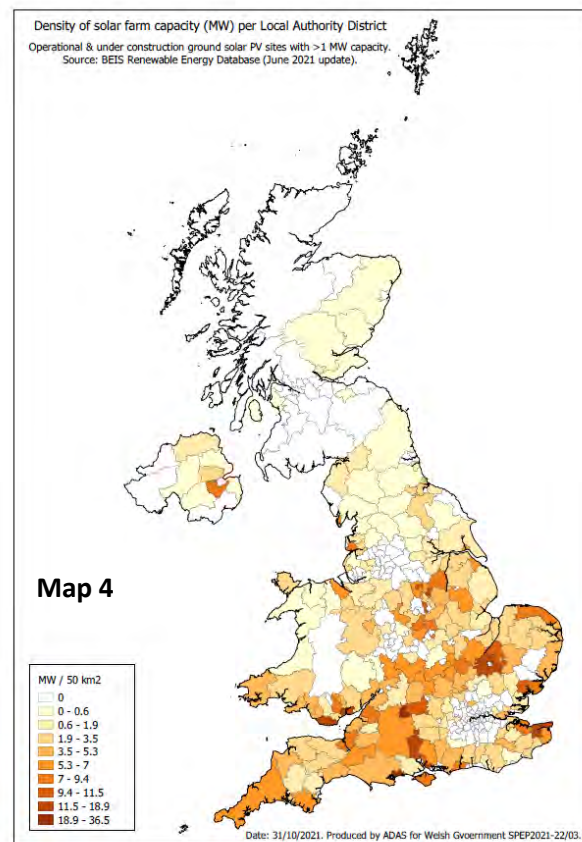 Density of solar farm capacity (MW) per Local Authority District
Operational & under construction ground solar PV sites with >1 MW capacity.
Source: BEIS Renewable Energy Database (June 2021 update).
Map 4
MW / 50 km2
0
0 - 0.6
0.6 - 1.9
1.9 - 3.5
3.5 - 5.3
5.3 - 7
7 - 9.4
9.4 - 11.5
11.5 - 18.9
18.9 - 36.5
Date: 31/10/2021. Produced by ADAS for Welsh Gvoernment SPEP2021-22/03.